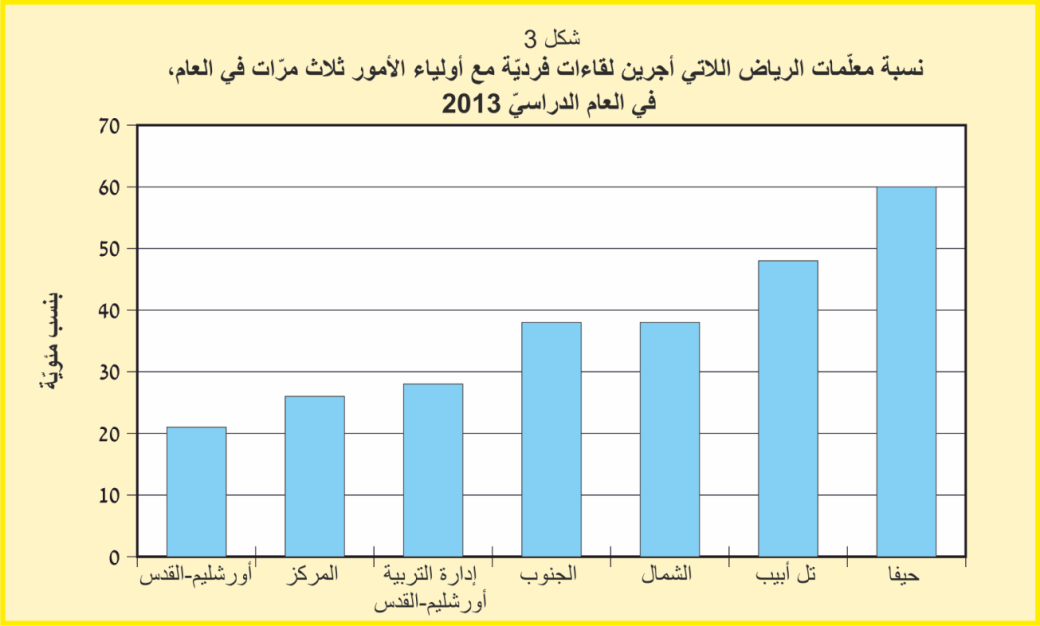 شكل 3
نسبة معلّمات الرياض اللاتي أجرين لقاءات فرديّة مع أولياء الأمور ثلاث مرّات في العام،
في العام الدراسيّ 2013
بنسب مئويّة
70
60
50
40
30
20
10
0
أورشليم-القدس
المركز
إدارة التربية
أورشليم-القدس
الجنوب
الشمال
تل أبيب
حيفا